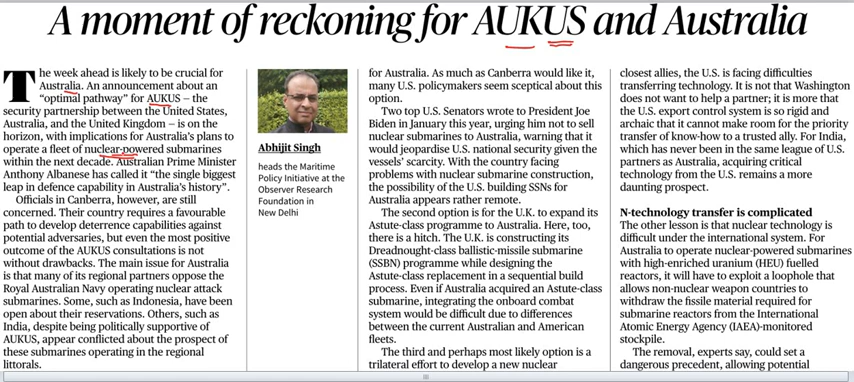 A moment of reckoning for AUKUS and Australia
The week ahead is likely to be crucial for
Australia. An announcement about an
“optimal pathway” for AUKUS – the
security partnership between the United States,
Australia, and the United Kingdom – is on the
horizon, with implications for Australia’s plans to
operate a fleet of nuclear-powered submarines
within the next decade. Australian Prime Minister
Anthony Albanese has called it “the single biggest
leap in defence capability in Australia’s history”.
Officials in Canberra, however, are still
concerned. Their country requires a favourable
path to develop deterrence capabilities against
potential adversaries, but even the most positive
outcome of the AUKUS consultations is not
without drawbacks. The main issue for Australia
is that many of its regional partners oppose the
Royal Australian Navy operating nuclear attack
submarines. Some, such as Indonesia, have been
open about their reservations. Others, such as
India, despite being politically supportive of
AUKUS, appear conflicted about the prospect of
these submarines operating in the regional
littorals.
Abhijit Singh
heads the Maritime
Policy Initiative at the
Observer Research
Foundation in
New Delhi
for Australia. As much as Canberra would like it,
many U.S. policymakers seem sceptical about this
option.
Two top U.S. Senators wrote to President Joe
Biden in January this year, urging him not to sell
nuclear submarines to Australia, warning that it
would jeopardise U.S. national security given the
vessels’ scarcity. With the country facing
problems with nuclear submarine construction,
the possibility of the U.S. building SSNs for
Australia appears rather remote.
The second option is for the U.K. to expand its
Astute-class programme to Australia. Here, too,
there is a hitch. The U.K. is constructing its
Dreadnought-class ballistic-missile submarine
(SSBN) programme while designing the
Astute-class replacement in a sequential build
process. Even if Australia acquired an Astute-class
submarine, integrating the onboard combat
system would be difficult due to differences
between the current Australian and American
fleets.
The third and perhaps most likely option is a
trilateral effort to develop a new nuclear
closest allies, the U.S. is facing difficulties
transferring technology. It is not that Washington
does not want to help a partner; it is more that
the U.S. export control system is so rigid and
archaic that it cannot make room for the priority
transfer of know-how to a trusted ally. For India,
which has never been in the same league of U.S.
partners as Australia, acquiring critical
technology from the U.S. remains a more
daunting prospect.
N-technology transfer is complicated
The other lesson is that nuclear technology is
difficult under the international system. For
Australia to operate nuclear-powered submarines
with high-enriched uranium (HEU) fuelled
reactors, it will have to exploit a loophole that
allows non-nuclear weapon countries to
withdraw the fissile material required for
submarine reactors from the International
Atomic Energy Agency (IAEA)-monitored
stockpile.
The removal, experts say, could set a
dangerous precedent, allowing potential